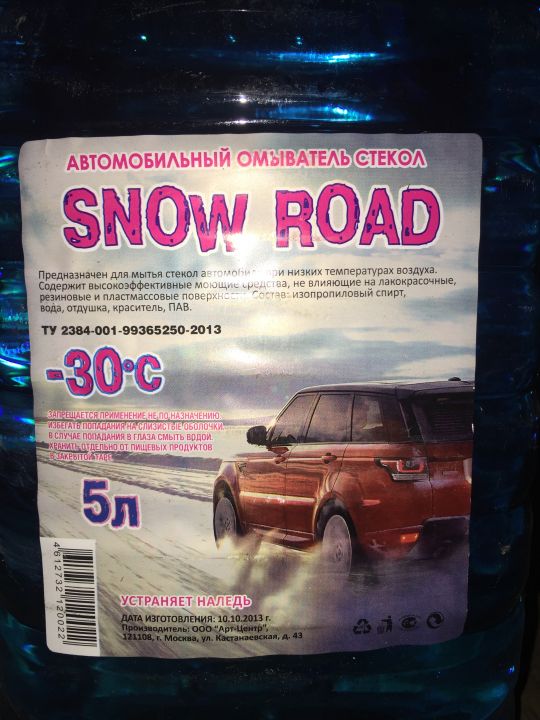 АВТОМОБИЛЬНЫЙ ОМЫВАТЕЛЬ СТЕКОЛ
SNOW ROAD
Предназначен для мытья стекол автомобиля при низких температурах воздуха.
Содержит высокоэффективные моющие средства, не влияющие на лакокрасочные,
резиновые и пластмассовые поверхности. Состав: изопропиловый спирт,
вода, отдушка, краситель, ПАВ.
ТУ 2384-001-99365250-2013
-30°С
ЗАПРЕЩАЕТСЯ ПРИМЕНЕНИЕ НЕ ПО НАЗНАЧЕНИЮ.
ИЗБЕГАТЬ ПОПАДАНИЯ НА СЛИЗИСТЫЕ ОБОЛОЧКИ.
В СЛУЧАЕ ПОПАДАНИЯ В ГЛАЗА СМЫТЬ ВОДОЙ.
ХРАНИТЬ ОТДЕЛЬНО ОТ ПИЩЕВЫХ ПРОДУКТОВ
В ЗАКРЫТОЙ ТАРЕ
5л
4612732120022
УСТРАНЯЕТ НАЛЕДЬ
ДАТА ИЗГОТОВЛЕНИЯ: 10.10.2013 г.
Производитель: ООО "Арт-Центр",
121108, г. Москва, ул. Кастанаевская, д. 43